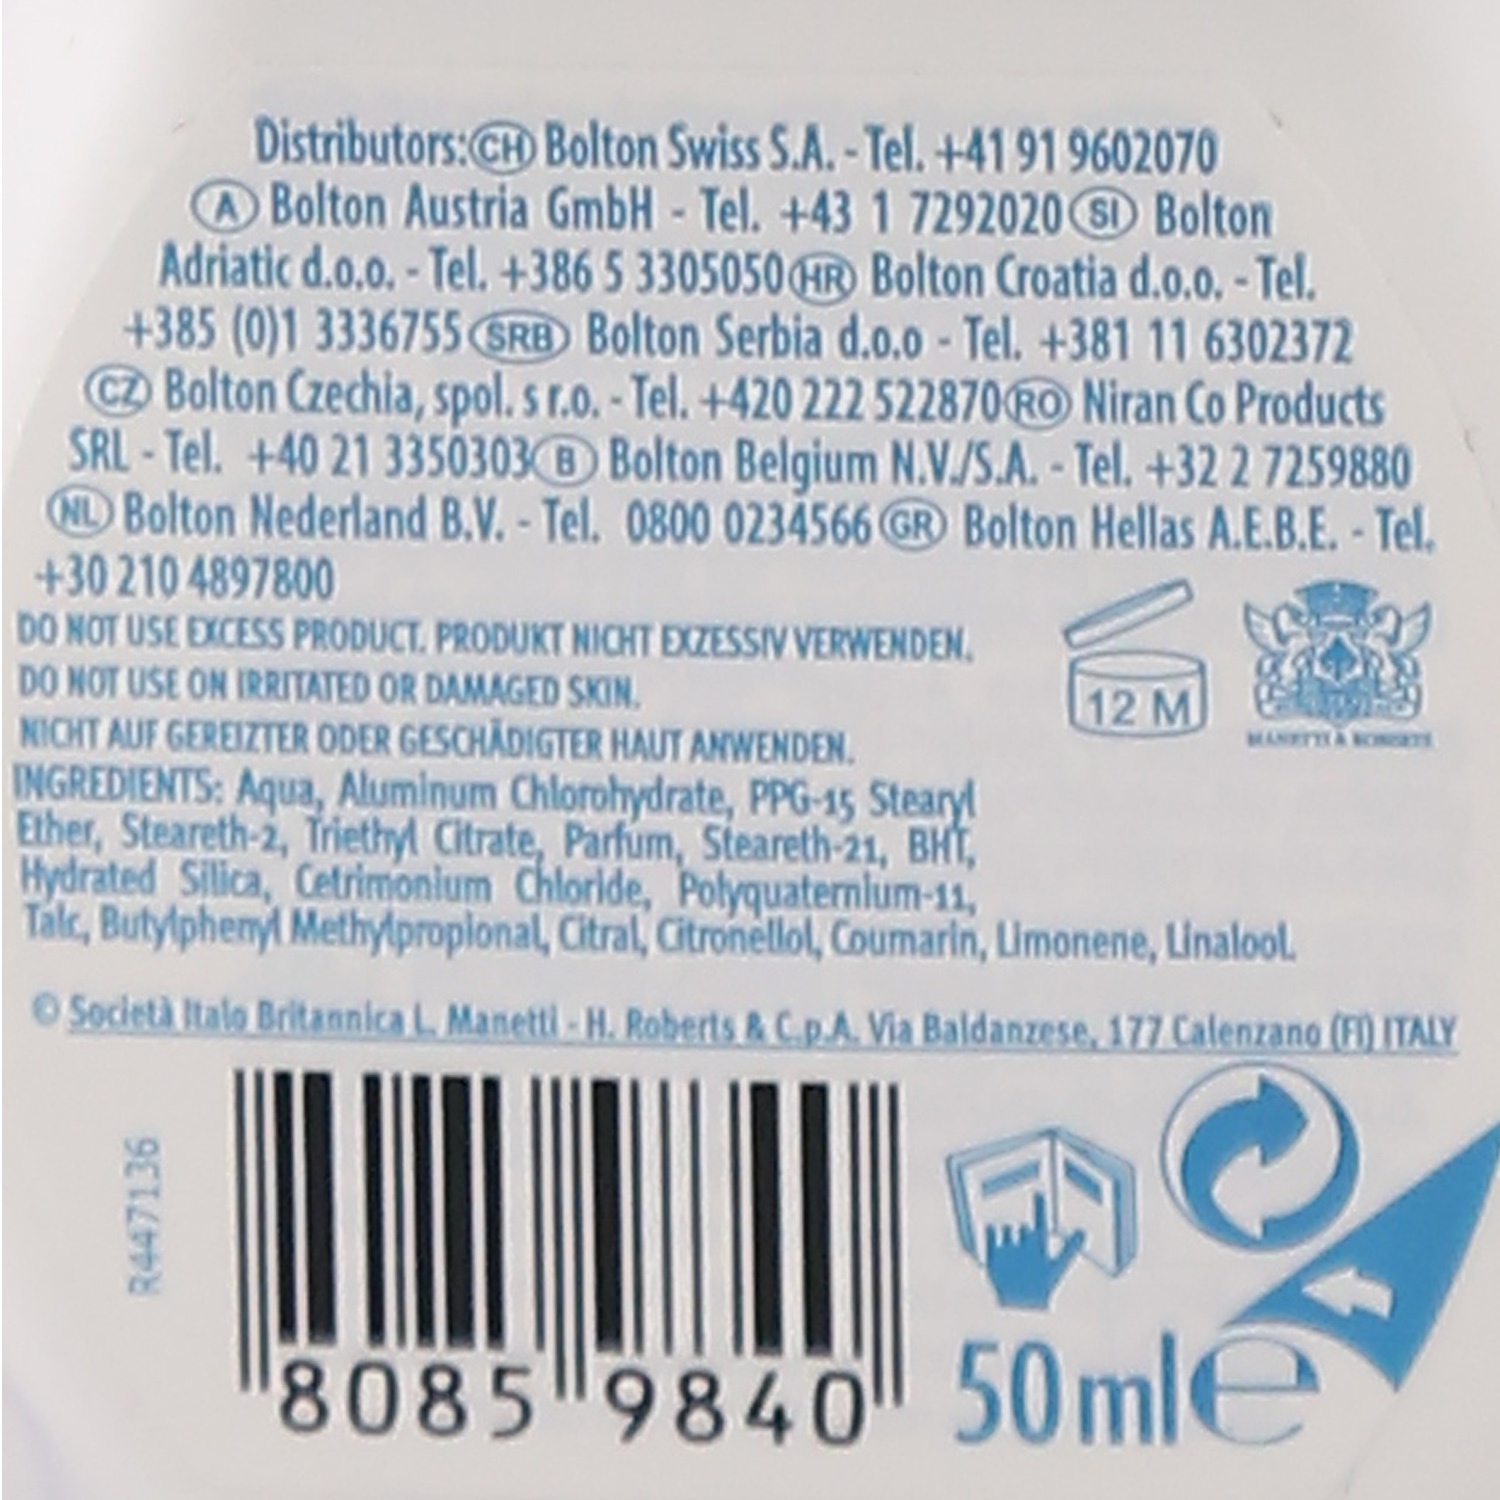 Distributors: CH Bolton Swiss S.A. - Tel. +41 91 9602070
A Bolton Austria GmbH - Tel. +43 1 7292020 SI Bolton
Adriatic d.o.o. - Tel. +386 5 3305050 HR Bolton Croatia d.o.o. - Tel.
+385 (0)1 3336755 SRB Bolton Serbia d.o.o - Tel. +381 11 6302372
CZ Bolton Czechia, spol. s r.o. - Tel. +420 222 522870 RO Niran Co Products
SRL - Tel. +40 21 3350303 B Bolton Belgium N.V./S.A. - Tel. +32 2 7259880
NL Bolton Nederland B.V. - Tel. 0800 0234566 GR Bolton Hellas A.E.B.E. - Tel.
+30 210 4897800
DO NOT USE EXCESS PRODUCT. PRODUKT NICHT EXZESSIV VERWENDEN.
DO NOT USE ON IRRITATED OR DAMAGED SKIN.
NICHT AUF GEREIZTER ODER GESCHÄDIGTER HAUT ANWENDEN.
12 M
MANETTI & ROBERTS
INGREDIENTS: Aqua, Aluminum Chlorohydrate, PPG-15 Stearyl
Ether, Steareth-2, Triethyl Citrate, Parfum, Steareth-21, BHT,
Hydrated Silica, Cetrimonium Chloride, Polyquaternium-11,
Talc, Butylphenyl Methylpropional, Citral, Citronellol, Coumarin, Limonene, Linalool.
© Società Italo Britannica L. Manetti - H. Roberts & C.p.A. Via Baldanzese, 177 Calenzano (FI) ITALY
R447136
8085 9840
50 ml e